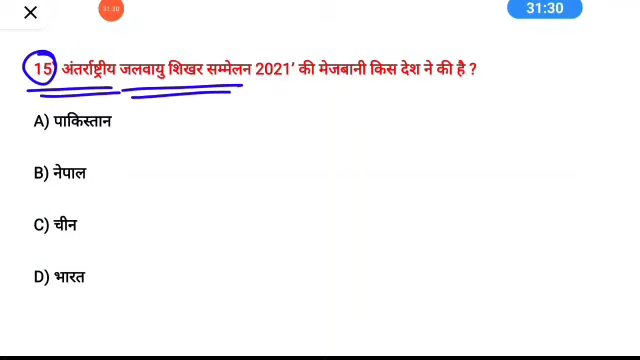 31:30
31:30
15) अंतर्राष्ट्रीय जलवायु शिखर सम्मेलन 2021' की मेजबानी किस देश ने की है ?
A) पाकिस्तान
B) नेपाल
C) चीन
D) भारत